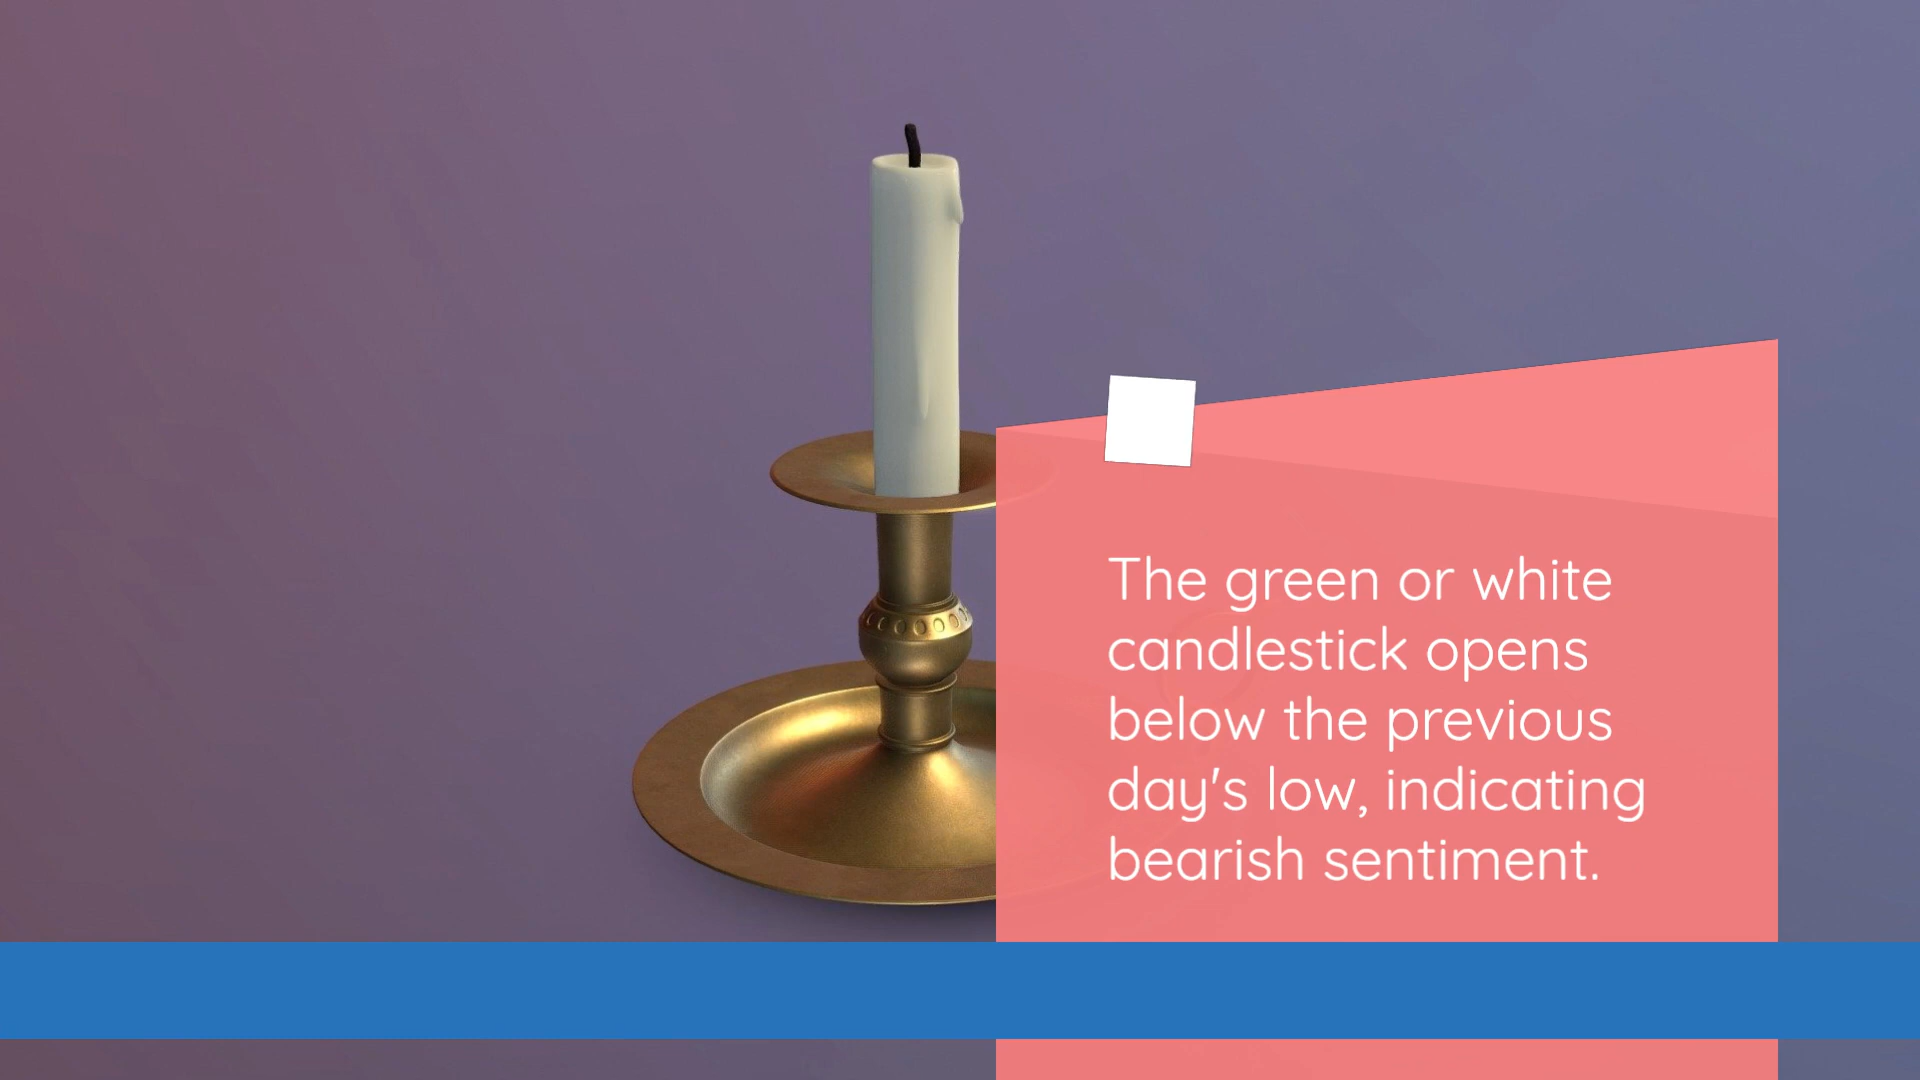 The green or white
candlestick opens
below the previous
day's low, indicating
bearish sentiment.